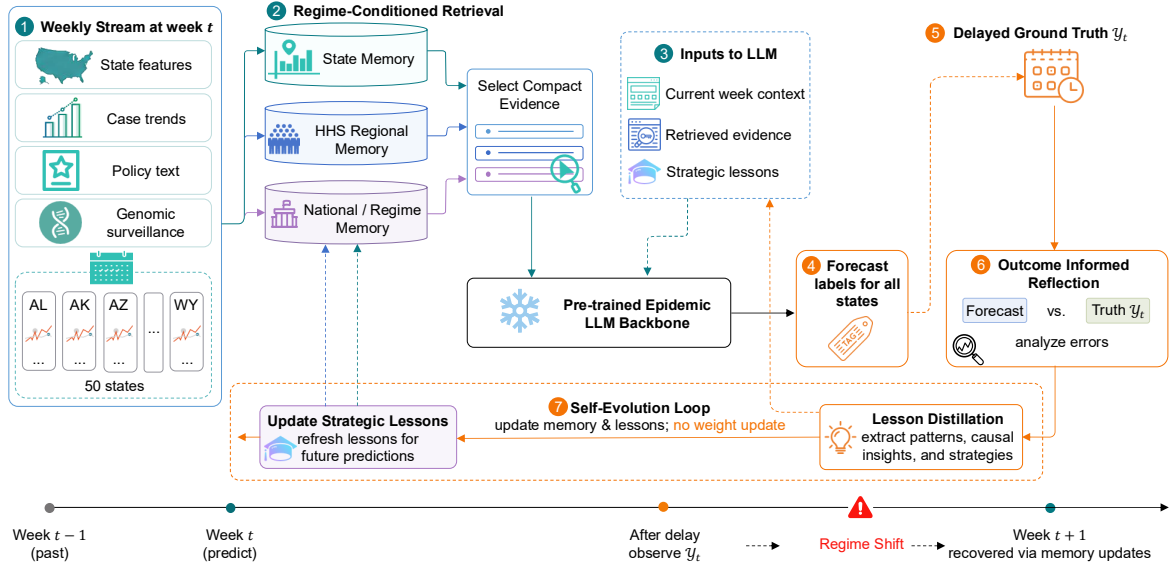 1 Weekly Stream at week t
State features
Case trends
Policy text
Genomic
surveillance
AL
AK
AZ
...
WY
...
...
...
...
50 states
2 Regime-Conditioned Retrieval
State Memory
HHS Regional
Memory
National / Regime
Memory
Select Compact
Evidence
3 Inputs to LLM
Current week context
Retrieved evidence
Strategic lessons
Pre-trained Epidemic
LLM Backbone
4 Forecast
labels for all
states
TAG
5 Delayed Ground Truth 𝒴t
6 Outcome Informed
Reflection
Forecast vs. Truth 𝒴t
analyze errors
7 Self-Evolution Loop
update memory & lessons; no weight update
Lesson Distillation
extract patterns, causal
insights, and strategies
Update Strategic Lessons
refresh lessons for
future predictions
Week t − 1
(past)
Week t
(predict)
After delay
observe 𝒴t
Regime Shift
Week t + 1
recovered via memory updates